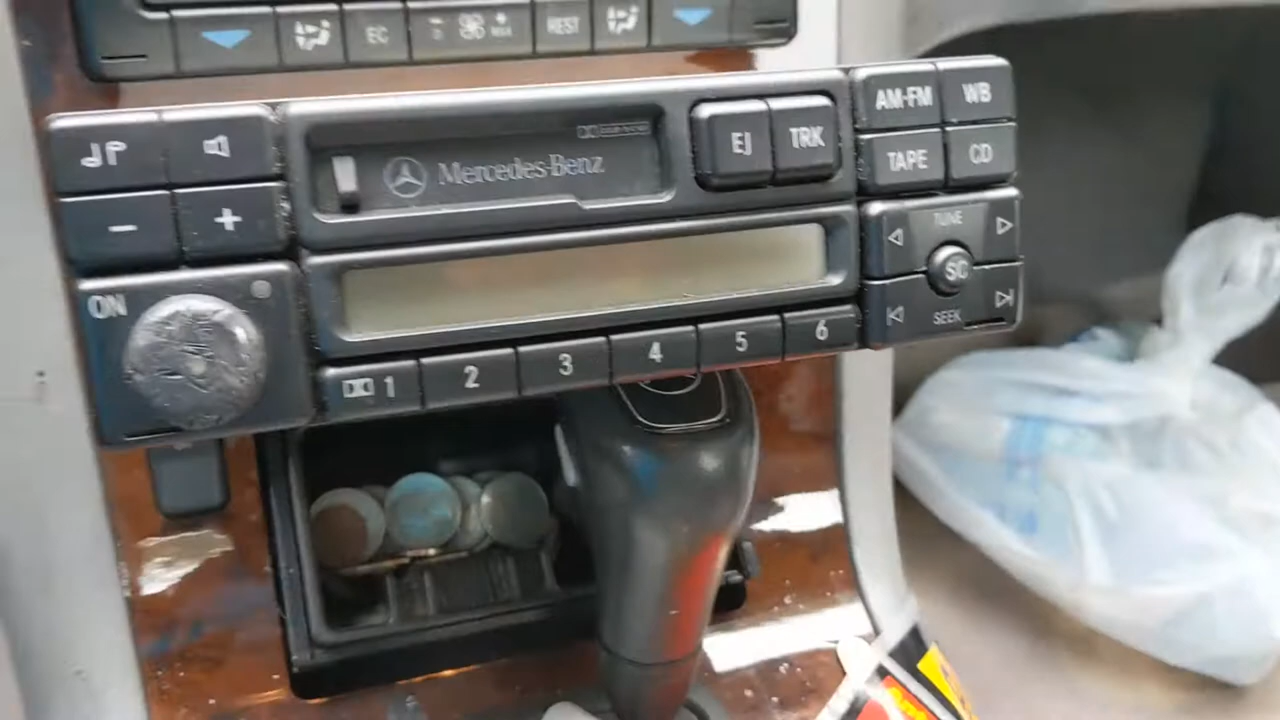 EC
MAX
REST
AM-FM
WB
Mercedes-Benz
EJ
TRK
TAPE
CD
- +
TUNE
SC
SEEK
ON
1 2 3 4 5 6